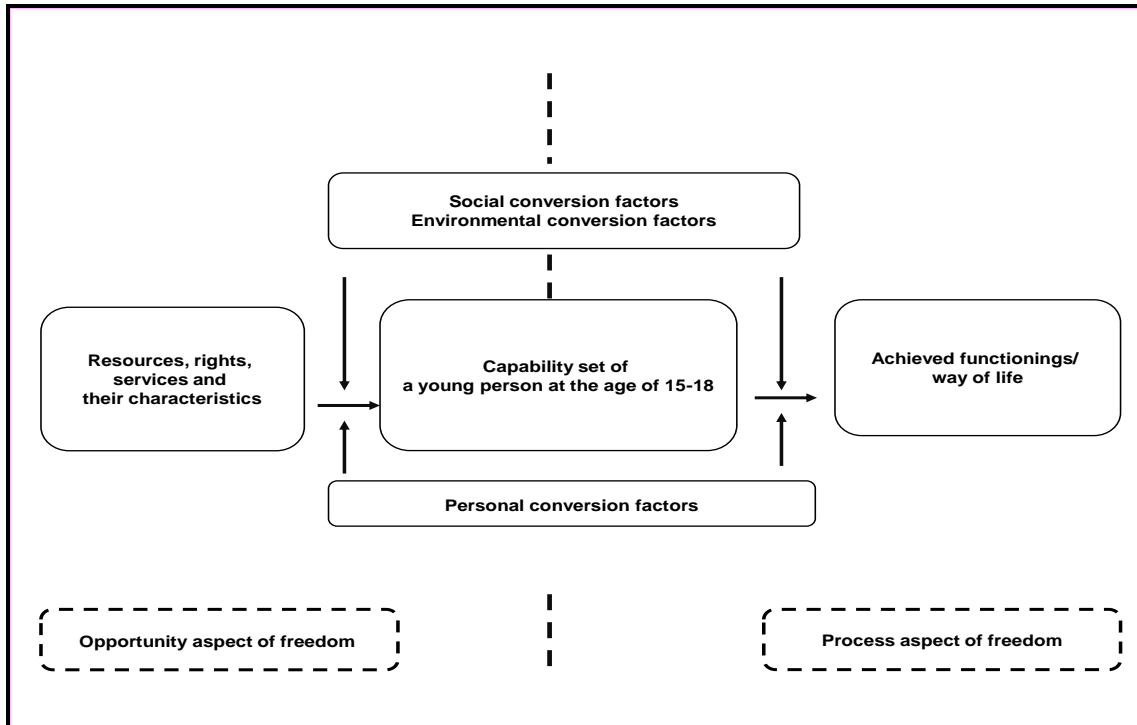 Social conversion factors
Environmental conversion factors
Resources, rights,
services and
their characteristics
Capability set of
a young person at the age of 15-18
Achieved functionings/
way of life
Personal conversion factors
Opportunity aspect of freedom
Process aspect of freedom